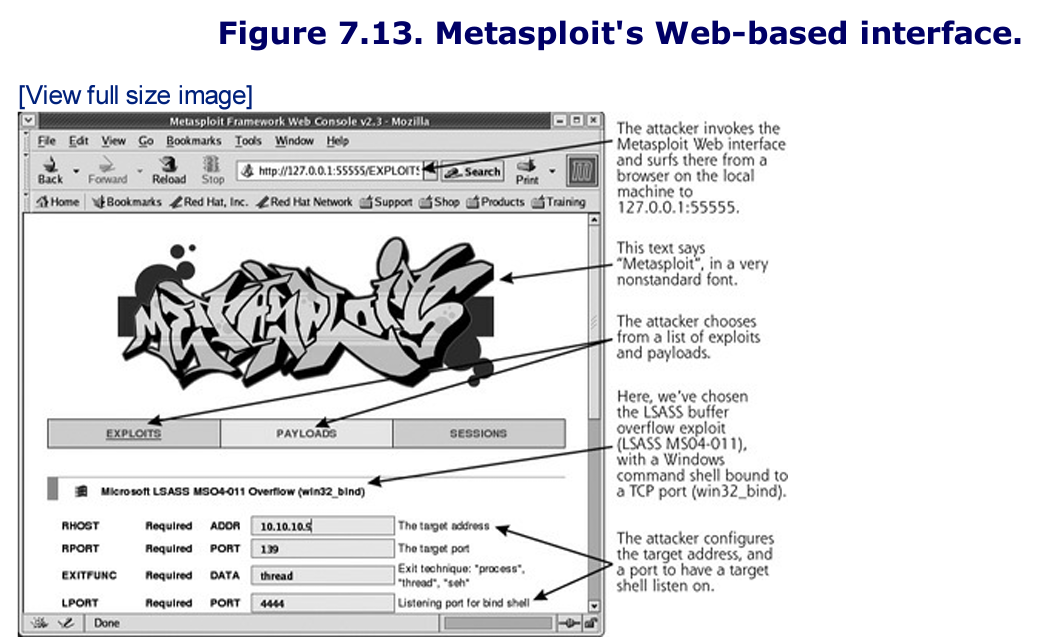 Figure 7.13. Metasploit's Web-based interface.
[View full size image]
Metasploit Framework Web Console v2.3 - Mozilla
File Edit View Go Bookmarks Tools Window Help
Back Forward Reload Stop http://127.0.0.1:55555/EXPLOITS Search Print
Home Bookmarks Red Hat, Inc. Red Hat Network Support Shop Products Training
METASPLOIT
EXPLOITS PAYLOADS SESSIONS
Microsoft LSASS MSO4-011 Overflow (win32_bind)
RHOST Required ADDR 10.10.10.5 The target address
RPORT Required PORT 139 The target port
EXITFUNC Required DATA thread Exit technique: "process",
"thread", "seh"
LPORT Required PORT 4444 Listening port for bind shell
Done
The attacker invokes the
Metasploit Web interface
and surfs there from a
browser on the local
machine to
127.0.0.1:55555.
This text says
“Metasploit”, in a very
nonstandard font.
The attacker chooses
from a list of exploits
and payloads.
Here, we've chosen
the LSASS buffer
overflow exploit
(LSASS MS04-011),
with a Windows
command shell bound to
a TCP port (win32_bind).
The attacker configures
the target address, and
a port to have a target
shell listen on.